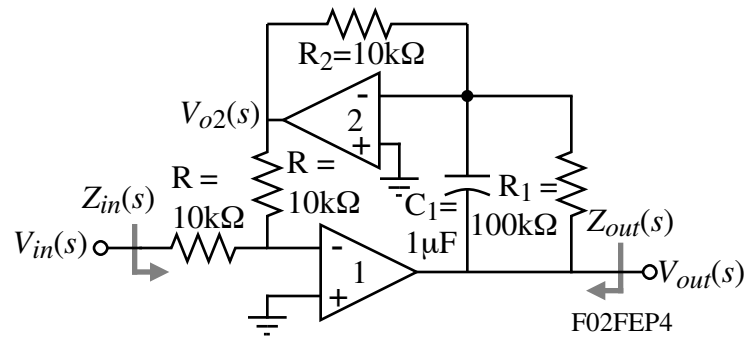 R2=10kΩ
Vo2(s)
-
2
+
R =
10kΩ
R =
10kΩ
C1=
1μF
R1 =
100kΩ
Zin(s)
Zout(s)
Vin(s)
-
1
+
Vout(s)
F02FEP4